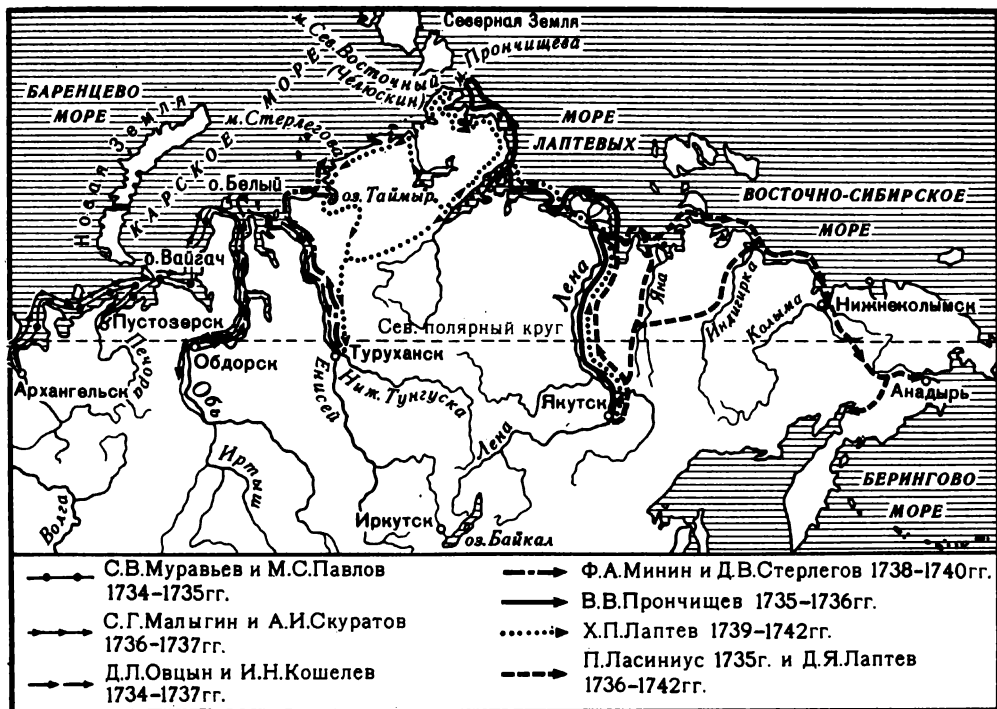 Северная Земля
м. Сев. Восточный
(Челюскин)
м. Прончищева
БАРЕНЦЕВО
МОРЕ
Новая Земля
КАРСКОЕ МОРЕ
м. Стерлегова
МОРЕ
ЛАПТЕВЫХ
о. Белый
оз. Таймыр.
ВОСТОЧНО-СИБИРСКОЕ
МОРЕ
о. Вайгач
Пустозерск
Печора
Лена
Яна
Индигирка
Колыма
Нижнеколымск
Сев. полярный круг
Обдорск
Туруханск
Архангельск
Обь
Енисей
Ниж. Тунгуска
Якутск
Анадырь
Лена
Иртыш
Волга
Иркутск
оз. Байкал
БЕРИНГОВО
МОРЕ
С.В.Муравьев и М.С.Павлов
1734-1735гг.
С.Г.Малыгин и А.И.Скуратов
1736-1737гг.
Д.Л.Овцын и И.Н.Кошелев
1734-1737гг.
Ф.А.Минин и Д.В.Стерлегов 1738-1740гг.
В.В.Прончищев 1735-1736гг.
Х.П.Лаптев 1739-1742гг.
П.Ласиниус 1735г. и Д.Я.Лаптев
1736-1742гг.